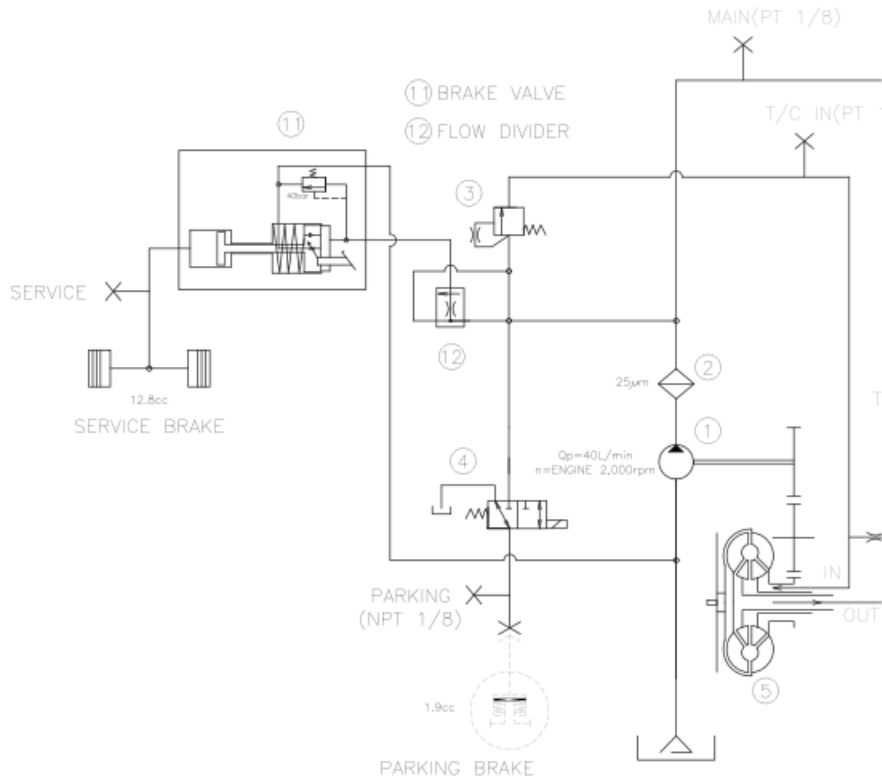 MAIN(PT 1/8)
⑪ BRAKE VALVE
⑫ FLOW DIVIDER
T/C IN(PT 1
⑪
40bar
③
SERVICE
⑫
25μm
②
12.8cc
SERVICE BRAKE
T
①
Qp=40L/min
n=ENGINE 2,000rpm
④
IN
PARKING
(NPT 1/8)
OUT
⑤
1.9cc
PARKING BRAKE